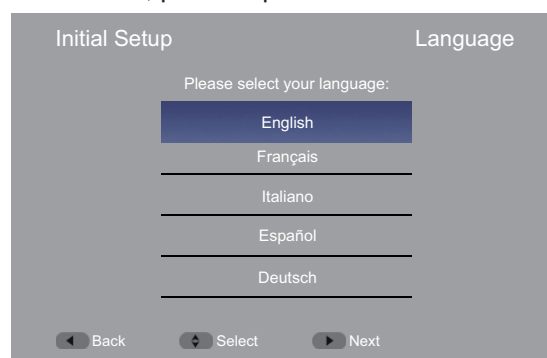 Initial Setup Language
Please select your language:
English
Français
Italiano
Español
Deutsch
Back Select Next